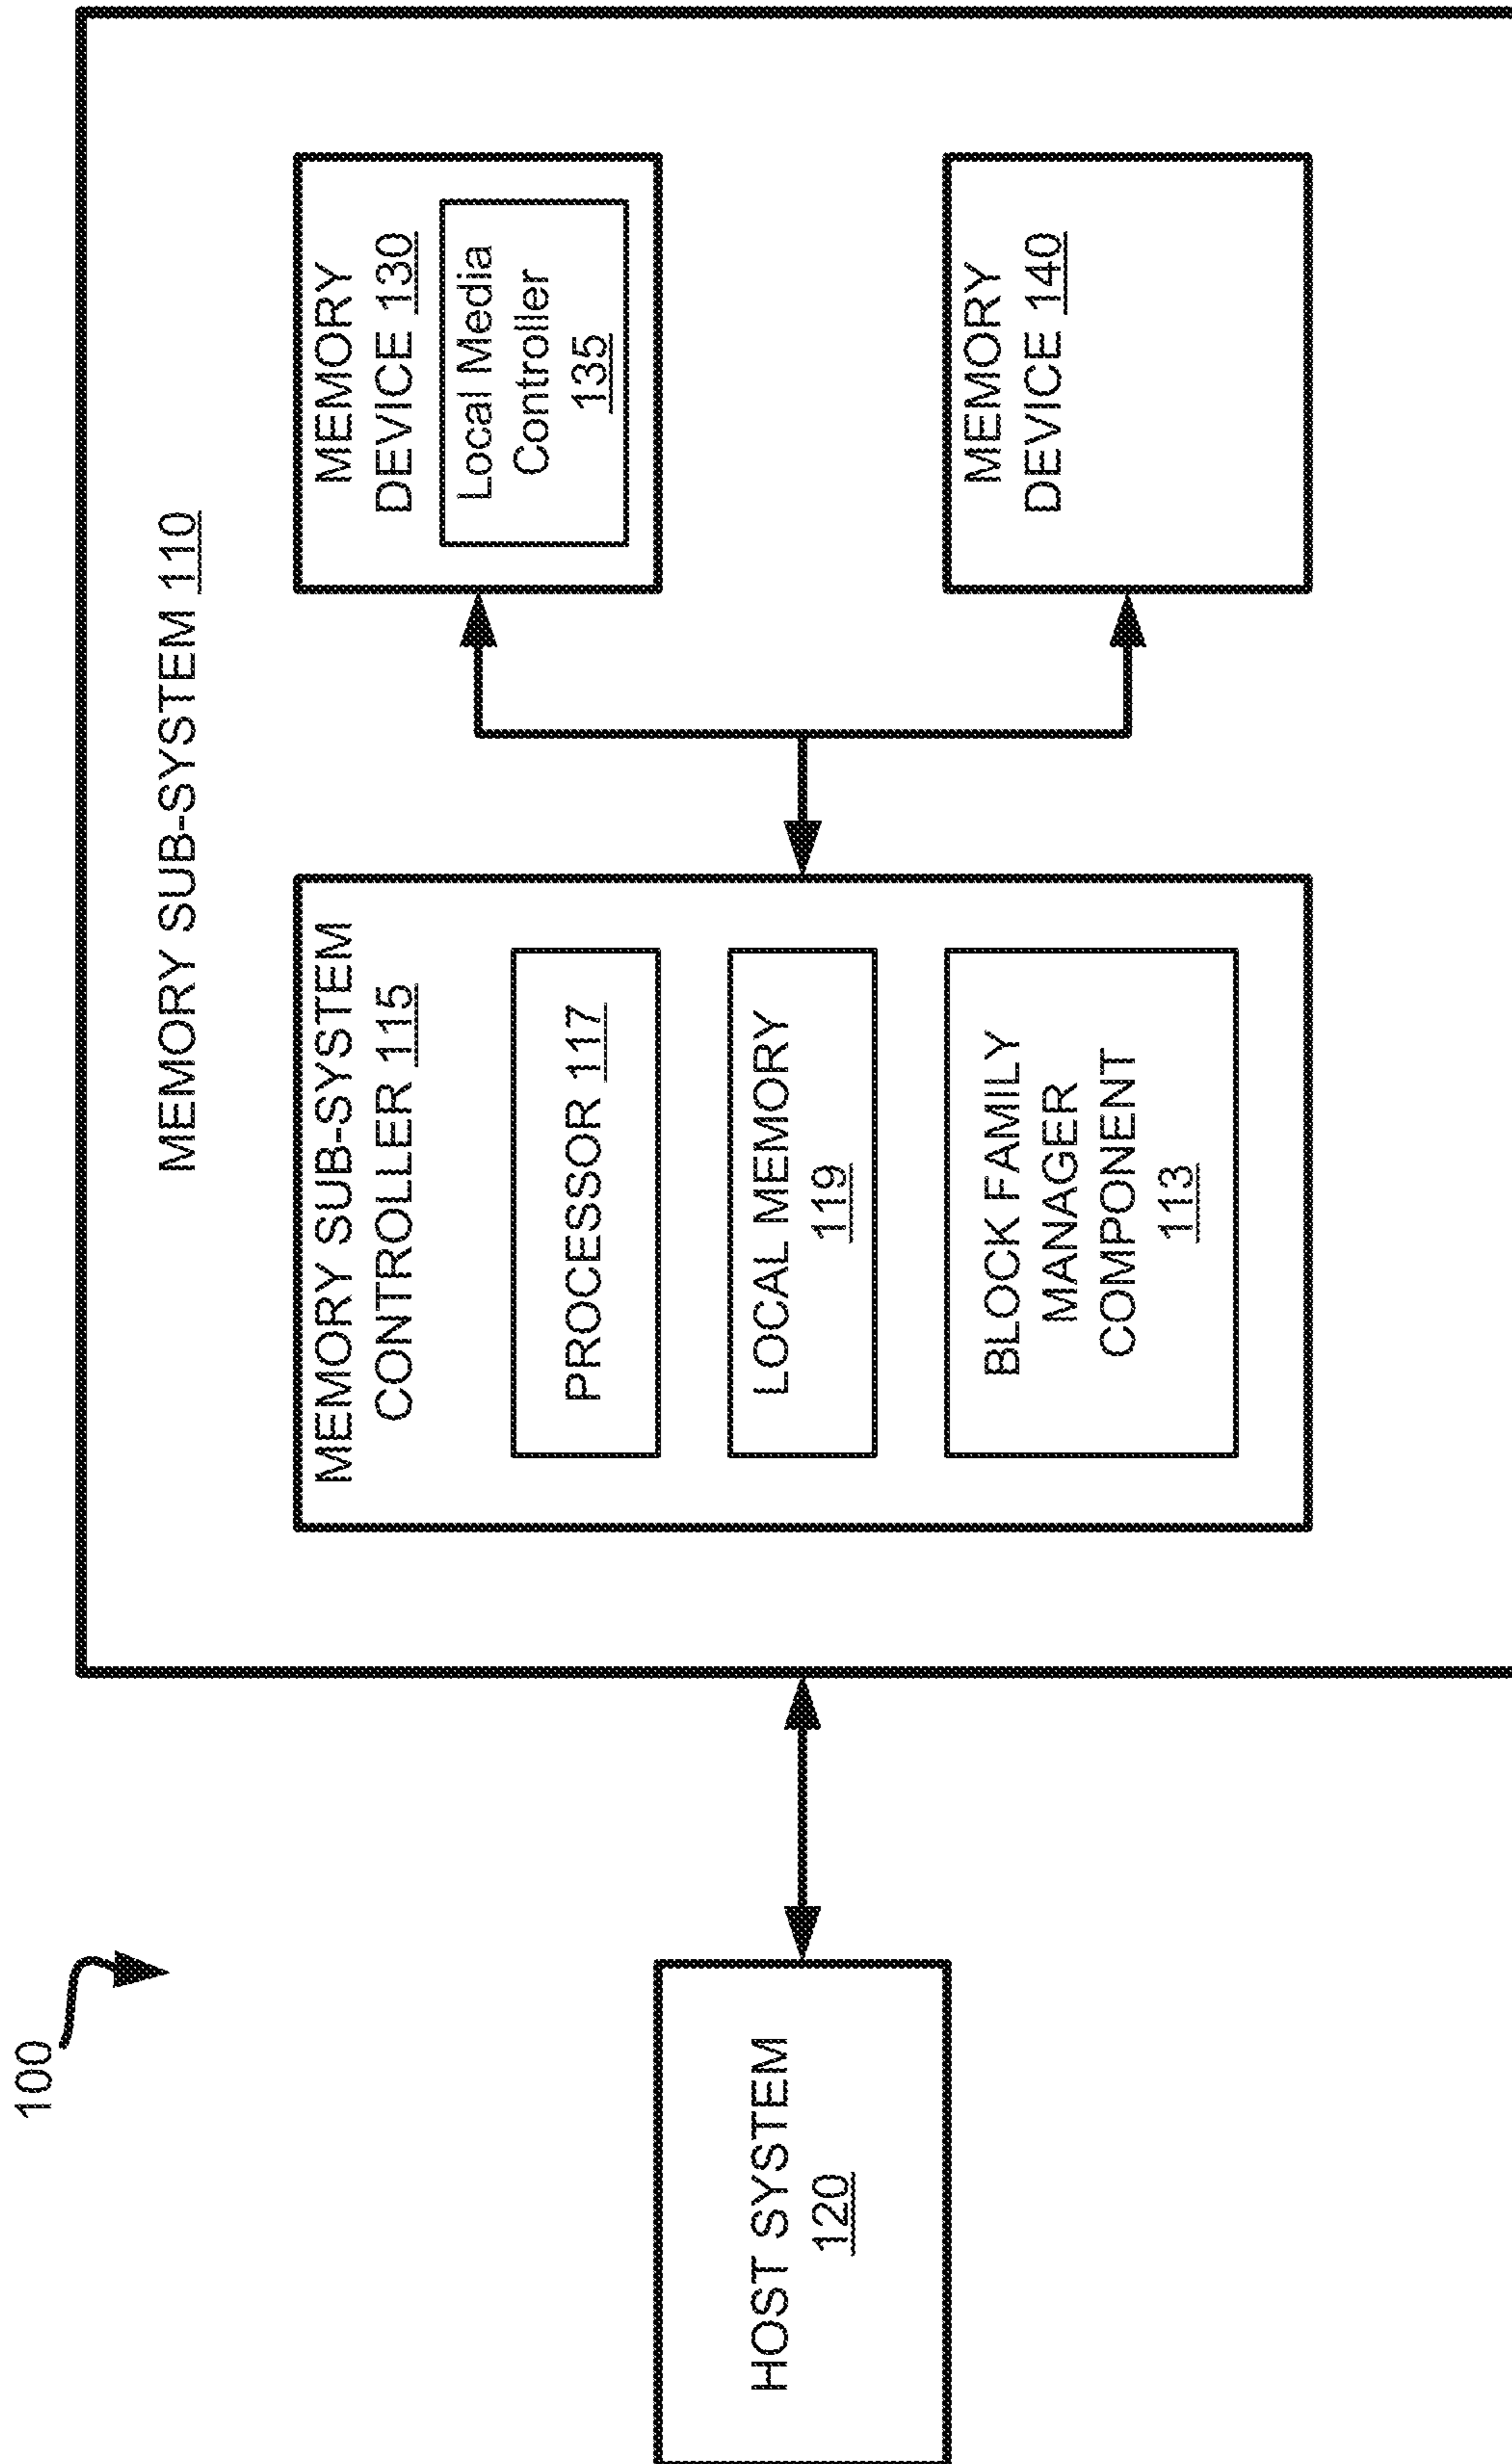 100
MEMORY SUB-SYSTEM 110
HOST SYSTEM
120
MEMORY SUB-SYSTEM
CONTROLLER 115
PROCESSOR 117
LOCAL MEMORY
119
BLOCK FAMILY
MANAGER
COMPONENT
113
MEMORY
DEVICE 130
Local Media
Controller
135
MEMORY
DEVICE 140